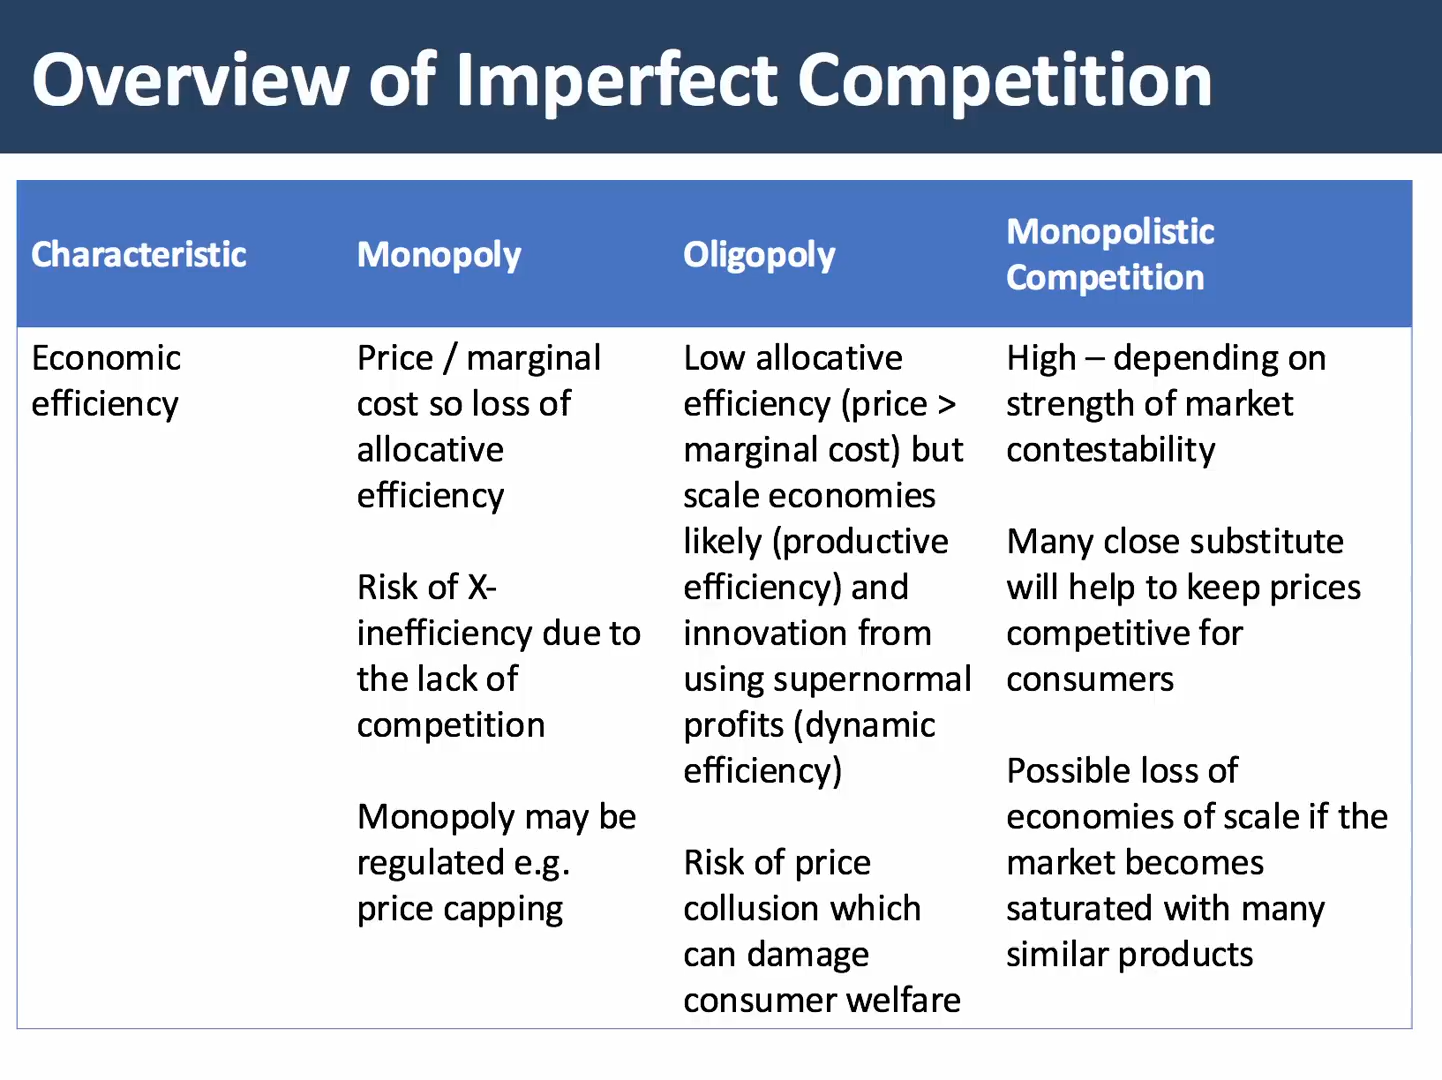 Overview of Imperfect Competition
Characteristic
Monopoly
Oligopoly
Monopolistic
Competition
Economic
efficiency
Price / marginal
cost so loss of
allocative
efficiency
Risk of X-
inefficiency due to
the lack of
competition
Monopoly may be
regulated e.g.
price capping
Low allocative
efficiency (price >
marginal cost) but
scale economies
likely (productive
efficiency) and
innovation from
using supernormal
profits (dynamic
efficiency)
Risk of price
collusion which
can damage
consumer welfare
High – depending on
strength of market
contestability
Many close substitute
will help to keep prices
competitive for
consumers
Possible loss of
economies of scale if the
market becomes
saturated with many
similar products